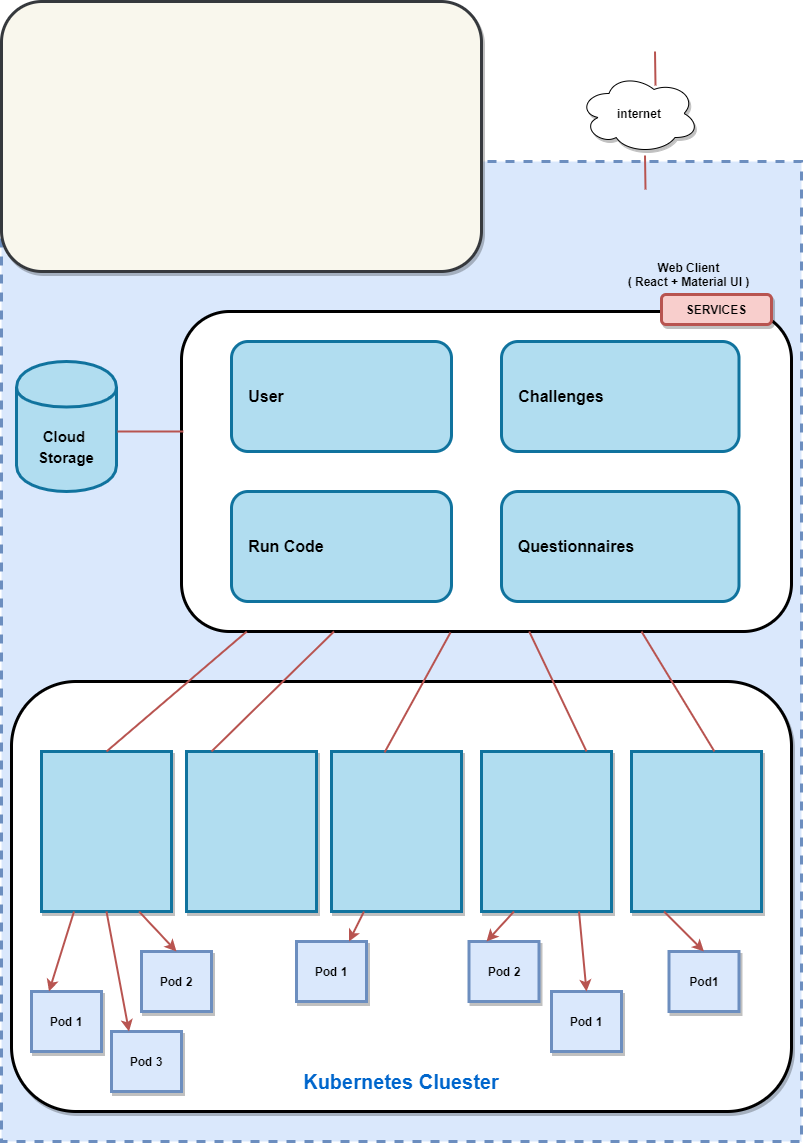 internet
Web Client
( React + Material UI )
SERVICES
User
Challenges
Cloud
Storage
Run Code
Questionnaires
Pod 1
Pod 2
Pod 2
Pod1
Pod 1
Pod 1
Pod 3
Kubernetes Cluester